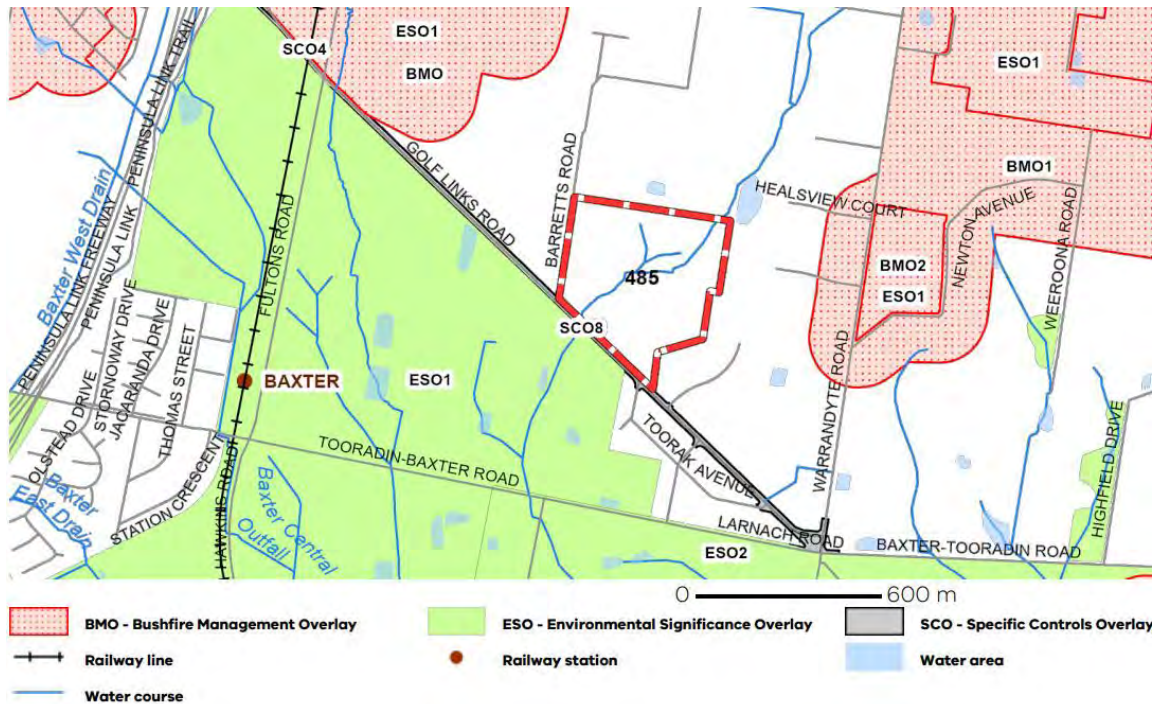 SCO4
ESO1
BMO
ESO1
BMO1
PENINSULA LINK TRAIL
PENINSULA LINK
PENINSULA LINK FREEWAY
Baxter West Drain
GOLF LINKS ROAD
BARRETTS ROAD
HEALSVIEW COURT
NEWTON AVENUE
WEEROONA ROAD
BMO2
ESO1
485
SCO8
FULTONS ROAD
STORNOWAY DRIVE
JACARANDA DRIVE
THOMAS STREET
OLSTEAD DRIVE
BAXTER
ESO1
TOORADIN-BAXTER ROAD
TOORAK AVENUE
WARRANDYTE ROAD
HIGHFIELD DRIVE
Baxter
East Drain
STATION CRESCENT
HAWKINS ROAD
Baxter Central
Outfall
LARNACH ROAD
ESO2
BAXTER-TOORADIN ROAD
0 600 m
BMO - Bushfire Management Overlay
ESO - Environmental Significance Overlay
SCO - Specific Controls Overlay
Railway line
Railway station
Water area
Water course